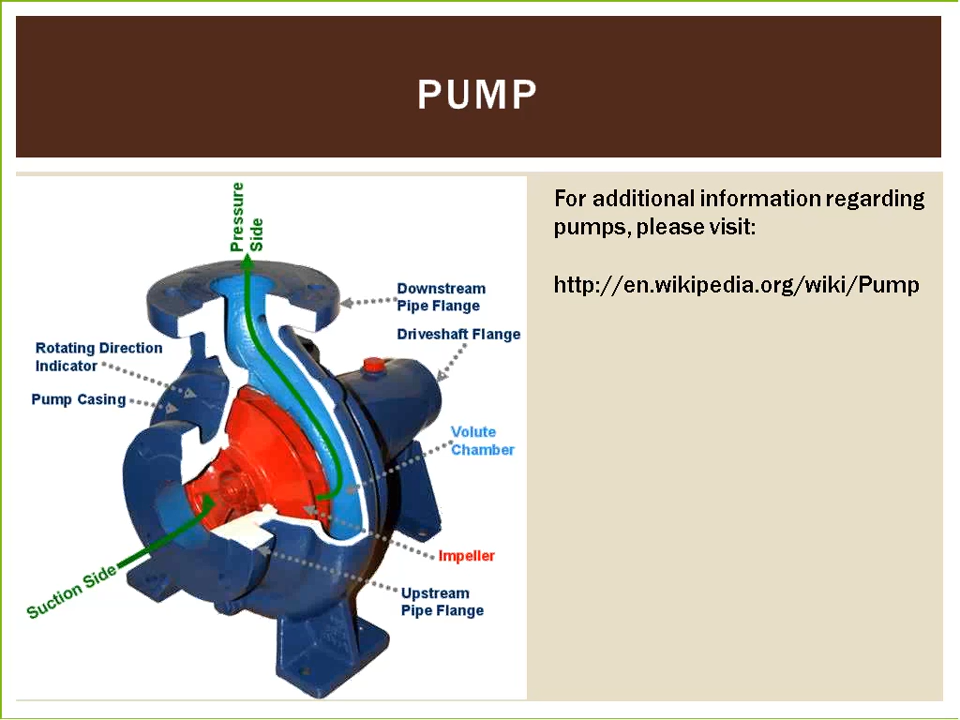 PUMP
Pressure
Side
Downstream
Pipe Flange
Driveshaft Flange
Rotating Direction
Indicator
Pump Casing
Volute
Chamber
Impeller
Suction Side
Upstream
Pipe Flange
For additional information regarding
pumps, please visit:
http://en.wikipedia.org/wiki/Pump